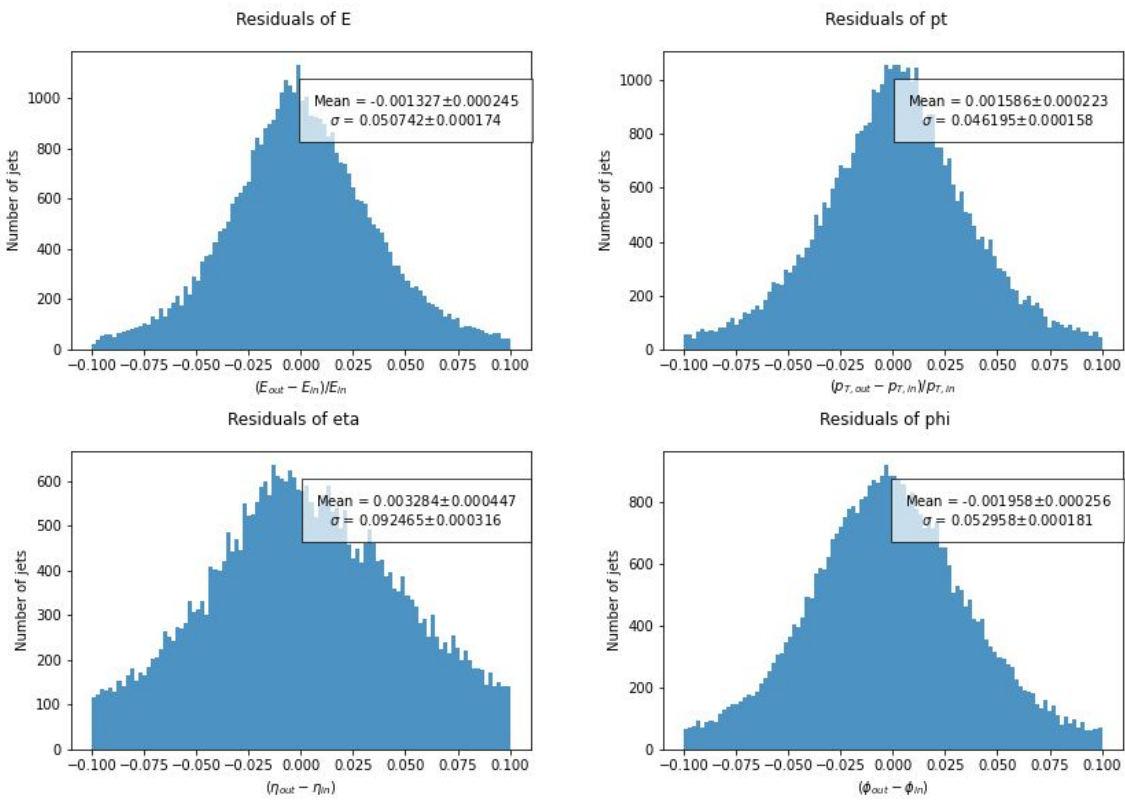 Residuals of E
Number of jets
1000
800
600
400
200
0
Mean = -0.001327±0.000245
σ = 0.050742±0.000174
−0.100 −0.075 −0.050 −0.025 0.000 0.025 0.050 0.075 0.100
(E_out − E_in)/E_in
Residuals of pt
Number of jets
1000
800
600
400
200
0
Mean = 0.001586±0.000223
σ = 0.046195±0.000158
−0.100 −0.075 −0.050 −0.025 0.000 0.025 0.050 0.075 0.100
(p_T,out − p_T,in)/p_T,in
Residuals of eta
Number of jets
600
500
400
300
200
100
0
Mean = 0.003284±0.000447
σ = 0.092465±0.000316
−0.100 −0.075 −0.050 −0.025 0.000 0.025 0.050 0.075 0.100
(η_out − η_in)
Residuals of phi
Number of jets
800
600
400
200
0
Mean = -0.001958±0.000256
σ = 0.052958±0.000181
−0.100 −0.075 −0.050 −0.025 0.000 0.025 0.050 0.075 0.100
(ϕ_out − ϕ_in)